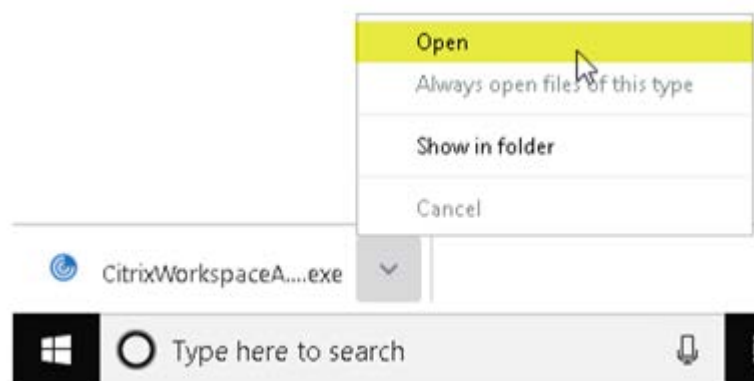 Open
Always open files of this type
Show in folder
Cancel
CitrixWorkspaceA....exe
Type here to search